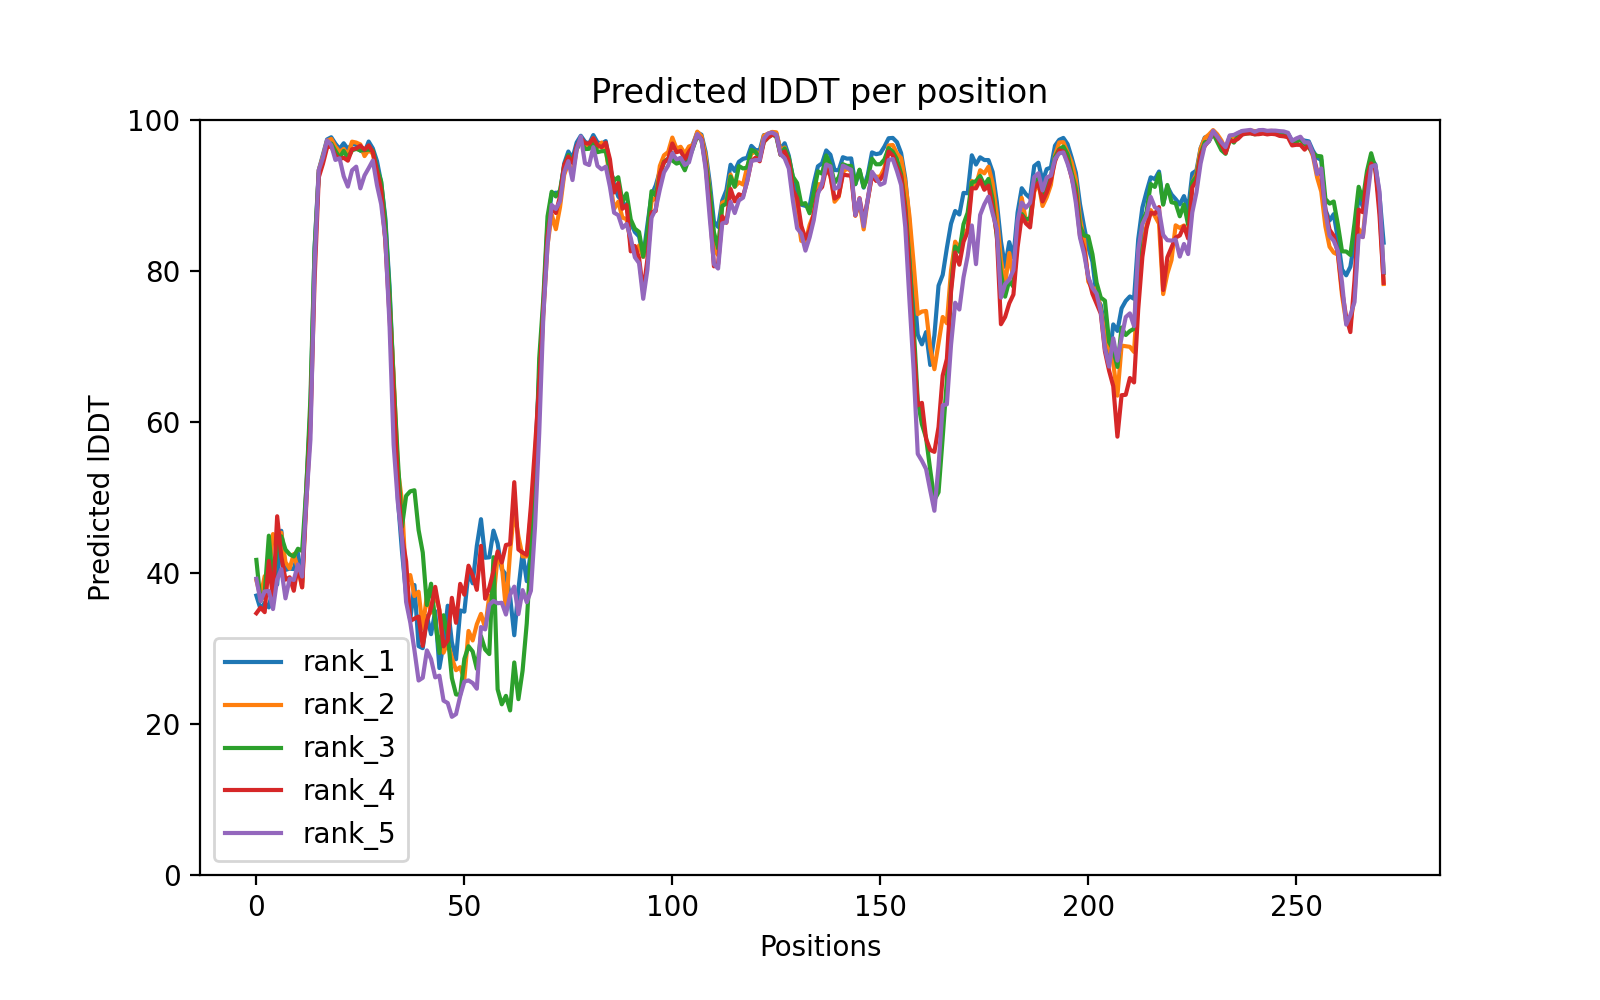 Predicted lDDT per position
100
80
60
40
20
0
Predicted lDDT
rank_1
rank_2
rank_3
rank_4
rank_5
0 50 100 150 200 250
Positions